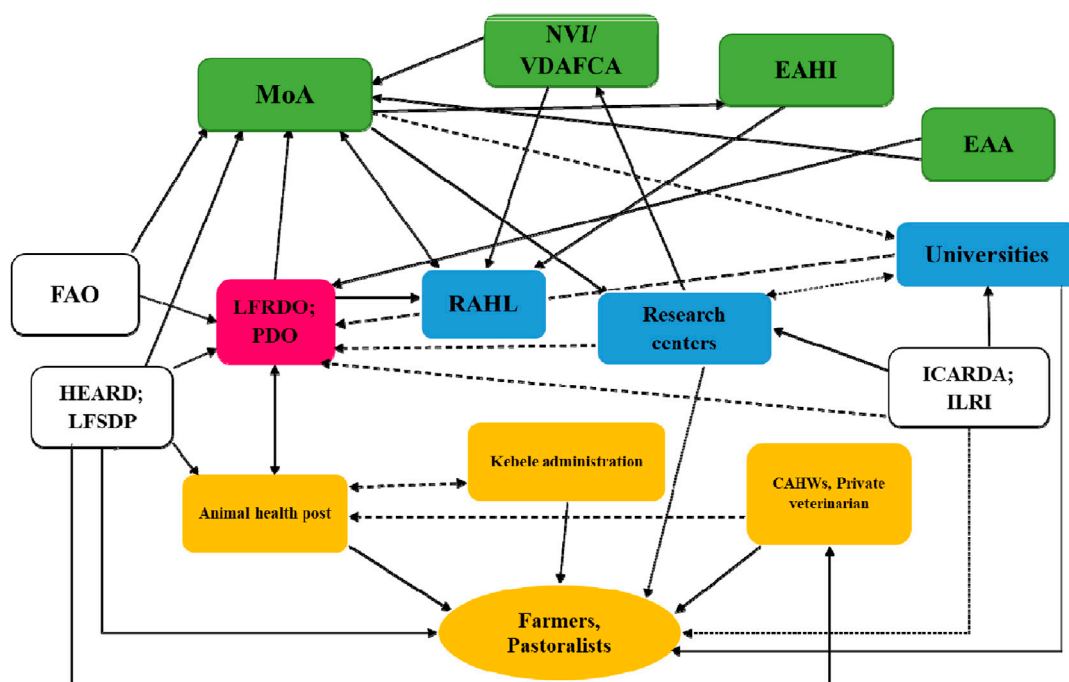 NVI/
VDAFCA
MoA
EAHI
EAA
Universities
FAO
LFRDO;
PDO
RAHL
Research
centers
HEARD;
LFSDP
ICARDA;
ILRI
Kebele administration
CAHWs, Private
veterinarian
Animal health post
Farmers,
Pastoralists